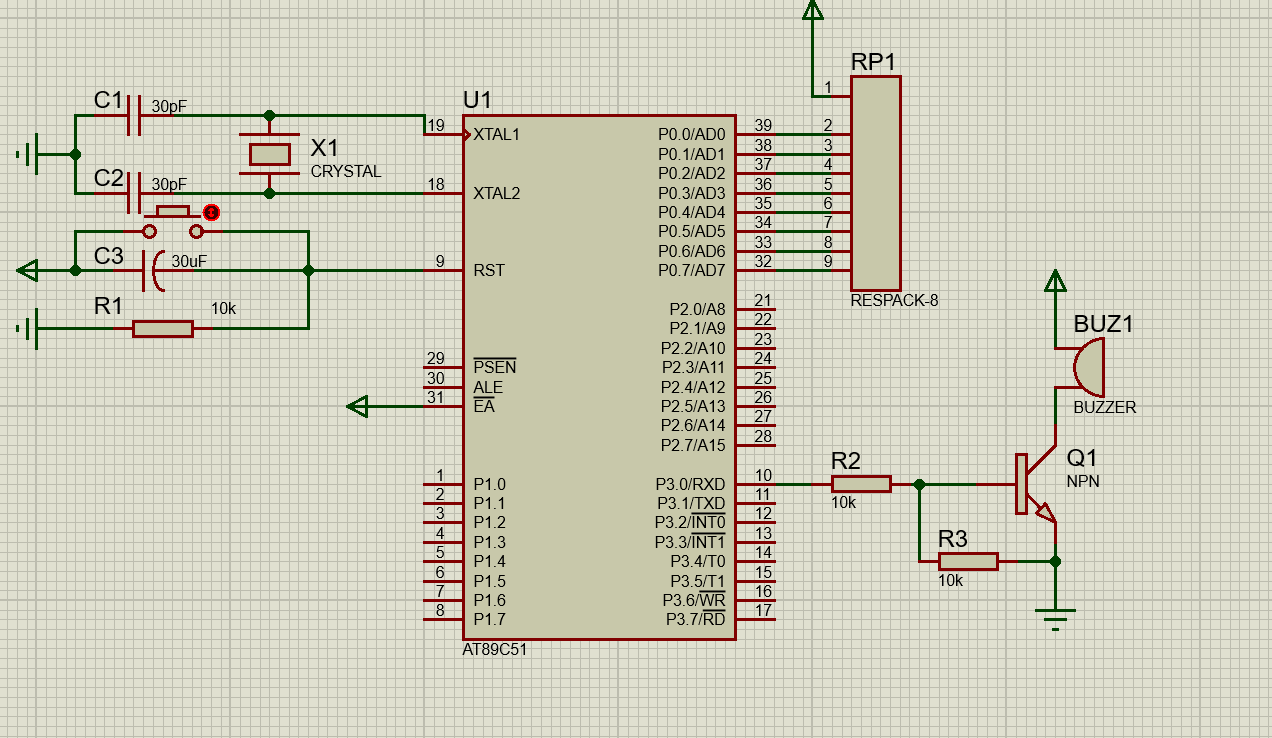 RP1
1
C1
30pF
U1
19
XTAL1
P0.0/AD0
39
2
X1
CRYSTAL
P0.1/AD1
38
3
C2
30pF
P0.2/AD2
37
4
18
XTAL2
P0.3/AD3
36
5
P0.4/AD4
35
6
P0.5/AD5
34
7
C3
30uF
P0.6/AD6
33
8
9
RST
P0.7/AD7
32
9
RESPACK-8
R1
10k
P2.0/A8
21
P2.1/A9
22
BUZ1
BUZZER
P2.2/A10
23
29
PSEN
P2.3/A11
24
30
ALE
P2.4/A12
25
31
EA
P2.5/A13
26
P2.6/A14
27
P2.7/A15
28
R2
10k
Q1
NPN
1
P1.0
P3.0/RXD
10
2
P1.1
P3.1/TXD
11
3
P1.2
P3.2/INT0
12
4
P1.3
P3.3/INT1
13
R3
10k
5
P1.4
P3.4/T0
14
6
P1.5
P3.5/T1
15
7
P1.6
P3.6/WR
16
8
P1.7
P3.7/RD
17
AT89C51